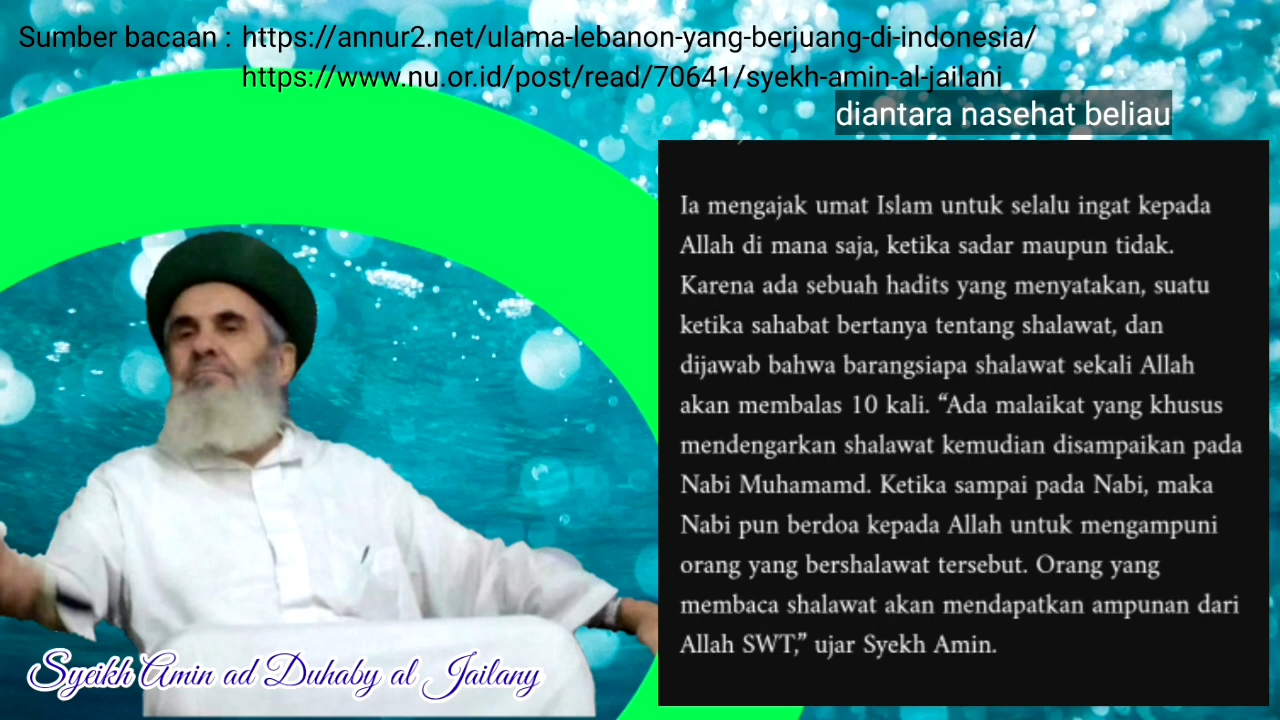 Sumber bacaan : https://annur2.net/ulama-lebanon-yang-berjuang-di-indonesia/
https://www.nu.or.id/post/read/70641/syekh-amin-al-jailani
diantara nasehat beliau
Ia mengajak umat Islam untuk selalu ingat kepada
Allah di mana saja, ketika sadar maupun tidak.
Karena ada sebuah hadits yang menyatakan, suatu
ketika sahabat bertanya tentang shalawat, dan
dijawab bahwa barangsiapa shalawat sekali Allah
akan membalas 10 kali. “Ada malaikat yang khusus
mendengarkan shalawat kemudian disampaikan pada
Nabi Muhamamd. Ketika sampai pada Nabi, maka
Nabi pun berdoa kepada Allah untuk mengampuni
orang yang bershalawat tersebut. Orang yang
membaca shalawat akan mendapatkan ampunan dari
Allah SWT,” ujar Syekh Amin.
Syeikh Amin ad Duhaby al Jailany